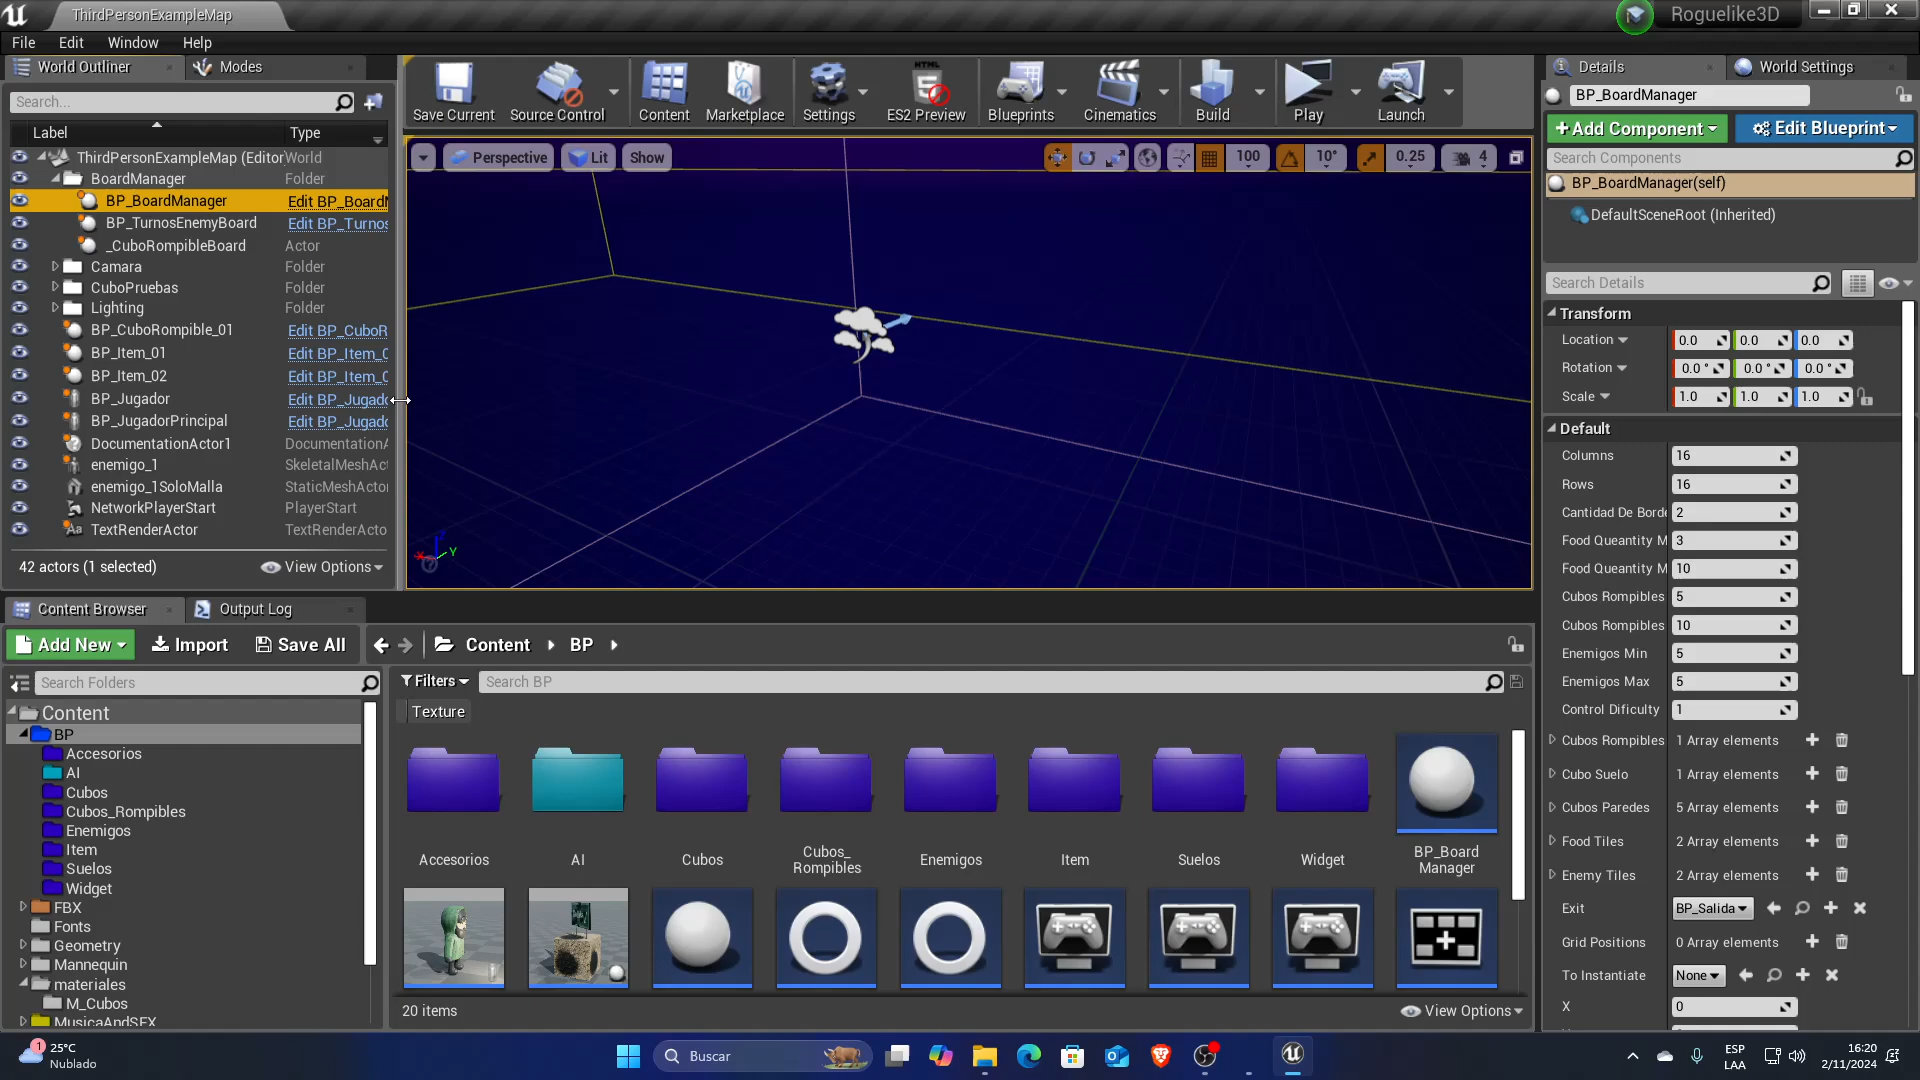 ThirdPersonExampleMap
Roguelike3D
File Edit Window Help
World Outliner
Modes
Search...
Label Type
ThirdPersonExampleMap (Editor World
BoardManager Folder
BP_BoardManager Edit BP_Board
BP_TurnosEnemyBoard Edit BP_Turnos
_CuboRompibleBoard Actor
Camara Folder
CuboPruebas Folder
Lighting Folder
BP_CuboRompible_01 Edit BP_CuboR
BP_Item_01 Edit BP_Item_0
BP_Item_02 Edit BP_Item_0
BP_Jugador Edit BP_Jugado
BP_JugadorPrincipal Edit BP_Jugado
DocumentationActor1 DocumentationA
enemigo_1 SkeletalMeshAct
enemigo_1SoloMalla StaticMeshActo
NetworkPlayerStart PlayerStart
TextRenderActor TextRenderActo
42 actors (1 selected) View Options
Save Current Source Control Content Marketplace Settings ES2 Preview Blueprints Cinematics Build Play Launch
HTML
Perspective Lit Show 100 10° 0.25 4
Z
X Y
Details
World Settings
BP_BoardManager
+Add Component Edit Blueprint
Search Components
BP_BoardManager(self)
DefaultSceneRoot (Inherited)
Search Details
Transform
Location 0.0 0.0 0.0
Rotation 0.0 ° 0.0 ° 0.0 °
Scale 1.0 1.0 1.0
Default
Columns 16
Rows 16
Cantidad De Borde 2
Food Queantity M 3
Food Queantity M 10
Cubos Rompibles 5
Cubos Rompibles 10
Enemigos Min 5
Enemigos Max 5
Control Dificulty 1
Cubos Rompibles 1 Array elements
Cubo Suelo 1 Array elements
Cubos Paredes 5 Array elements
Food Tiles 2 Array elements
Enemy Tiles 2 Array elements
Exit BP_Salida
Grid Positions 0 Array elements
To Instantiate None
X 0
Content Browser
Output Log
Add New Import Save All Content BP
Search Folders
Content
BP
Accesorios
AI
Cubos
Cubos_Rompibles
Enemigos
Item
Suelos
Widget
FBX
Fonts
Geometry
Mannequin
materiales
M_Cubos
MusicaAndSFX
Filters Search BP
Texture
Accesorios
AI
Cubos
Cubos_
Rompibles
Enemigos
Item
Suelos
Widget
BP_Board
Manager
20 items View Options
1
25°C
Nublado
Buscar
ESP
LAA
16:20
2/11/2024